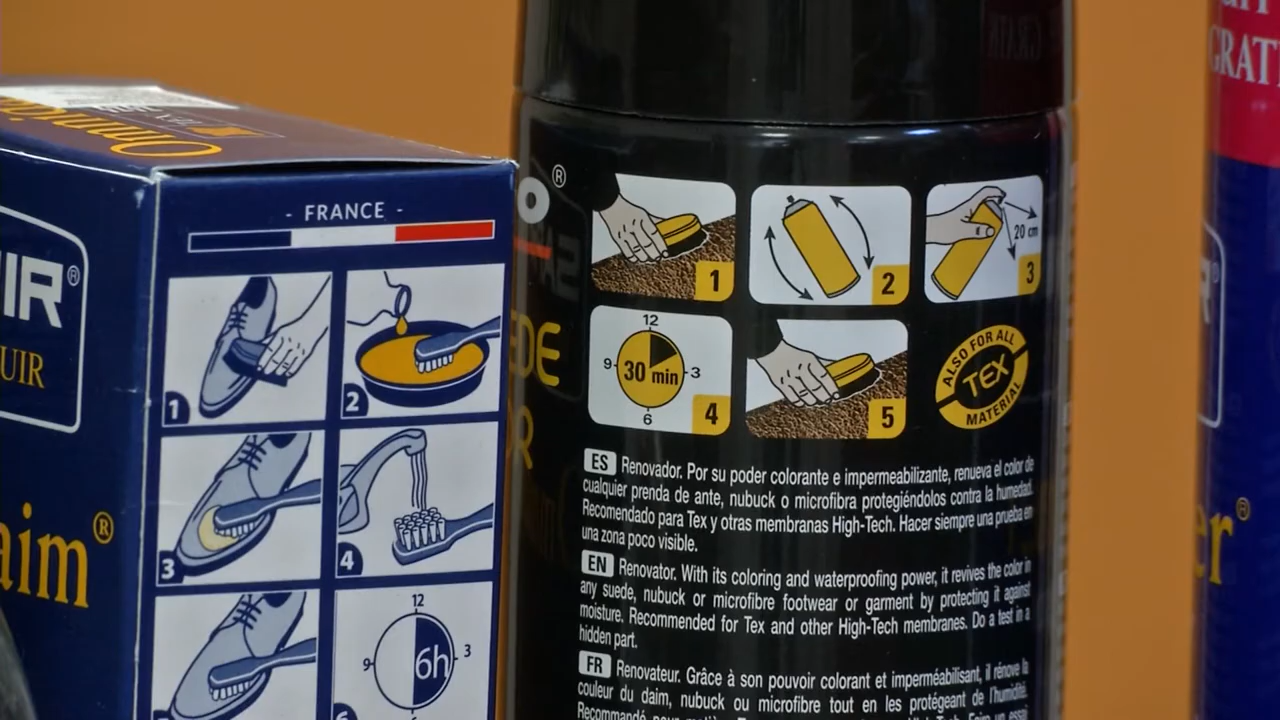 - FRANCE -
IR®
UIR
aim®
1
2
3
4
12
9
3
6h
®
1
2
3
20 cm
12
9
3
6
30 min
4
5
ALSO FOR ALL
TEX
MATERIAL
ES Renovador. Por su poder colorante e impermeabilizante, renueva el color de
cualquier prenda de ante, nubuck o microfibra protegiéndolos contra la humedad.
Recomendado para Tex y otras membranas High-Tech. Hacer siempre una prueba en
una zona poco visible.
EN Renovator. With its coloring and waterproofing power, it revives the color in
any suede, nubuck or microfibre footwear or garment by protecting it against
moisture. Recommended for Tex and other High-Tech membranes. Do a test in a
hidden part.
FR Renovateur. Grâce à son pouvoir colorant et imperméabilisant, il rénove la
couleur du daim, nubuck ou microfibre tout en les protégeant de l'humidité.
GRAT
er®